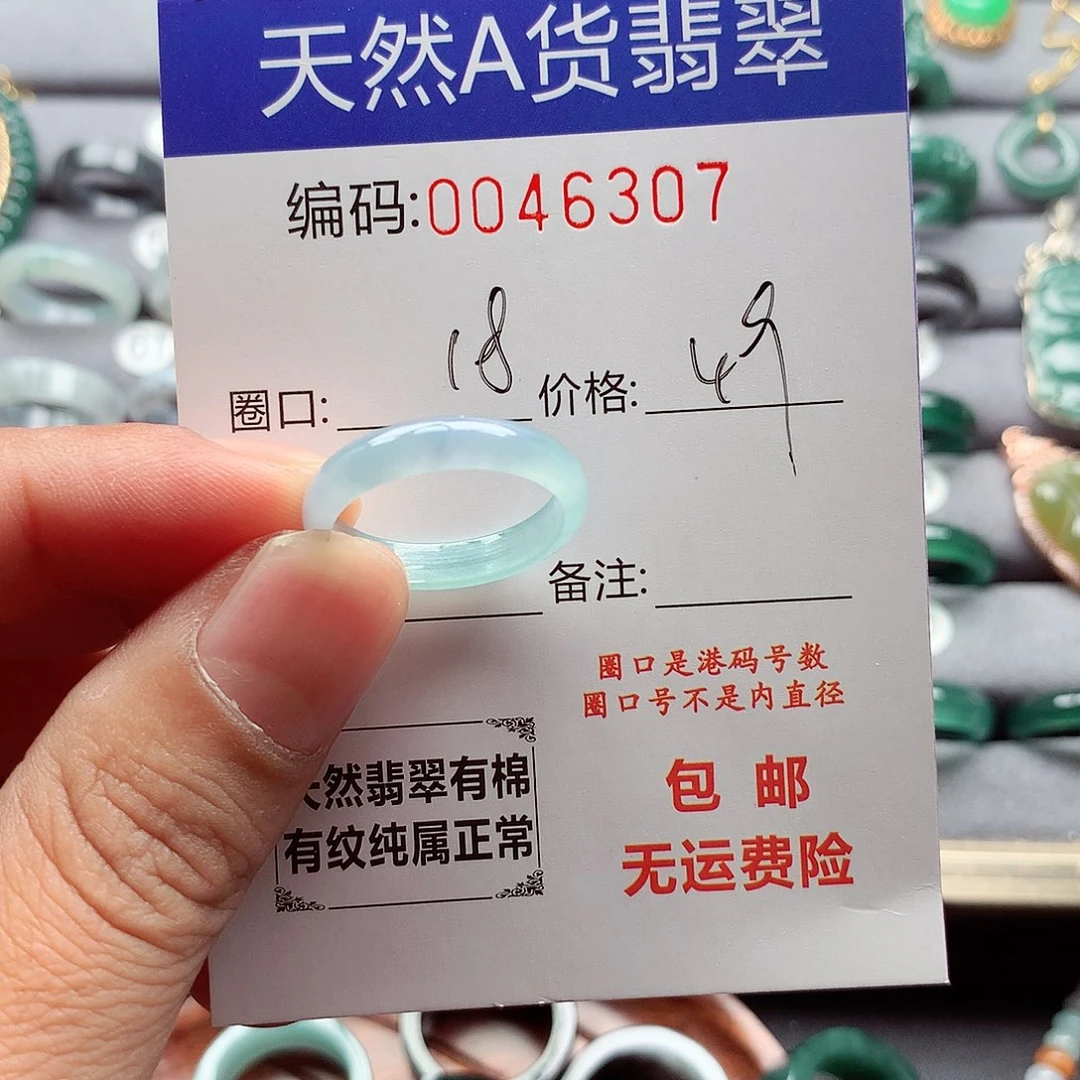 天然A货翡翠
编码:0046307
圈口: 18 价格: 49
备注:
圈口是港码号数
圈口号不是内直径
天然翡翠有棉
有纹纯属正常
包 邮
无运费险